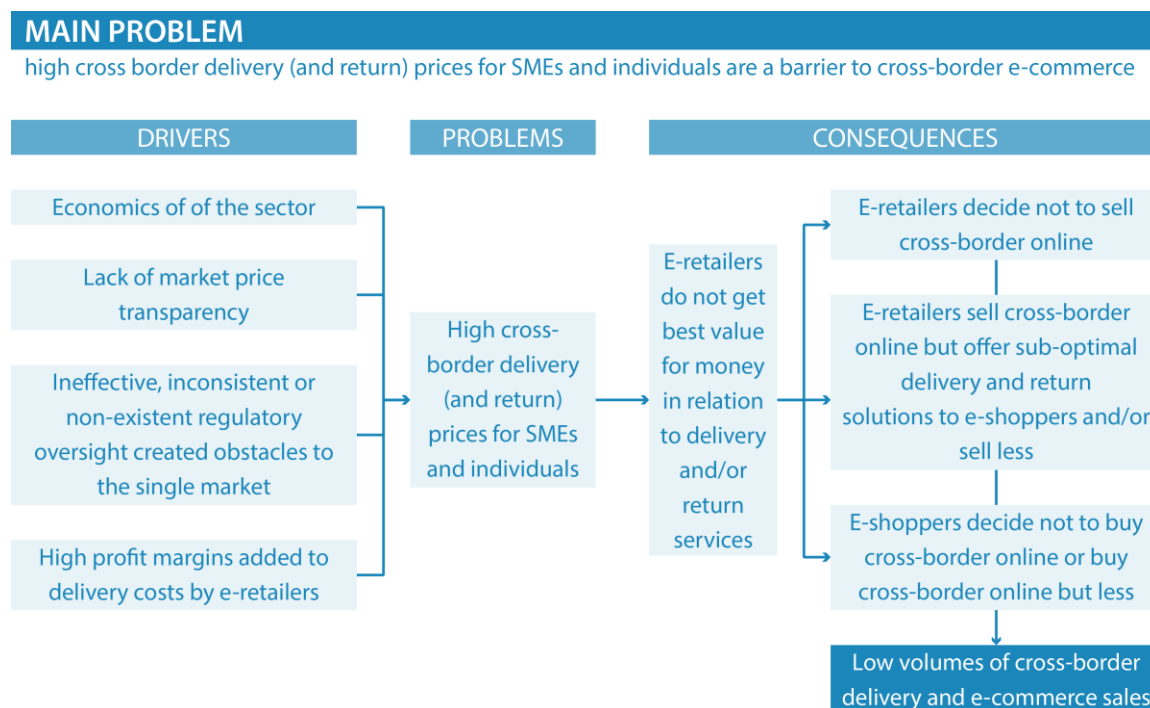 MAIN PROBLEM
high cross border delivery (and return) prices for SMEs and individuals are a barrier to cross-border e-commerce
DRIVERS
Economics of of the sector
Lack of market price
transparency
Ineffective, inconsistent or
non-existent regulatory
oversight created obstacles to
the single market
High profit margins added to
delivery costs by e-retailers
PROBLEMS
High cross-
border delivery
(and return)
prices for SMEs
and individuals
CONSEQUENCES
E-retailers
do not get
best value
for money
in relation
to delivery
and/or
return
services
E-retailers decide not to sell
cross-border online
E-retailers sell cross-border
online but offer sub-optimal
delivery and return
solutions to e-shoppers and/or
sell less
E-shoppers decide not to buy
cross-border online or buy
cross-border online but less
Low volumes of cross-border
delivery and e-commerce sales